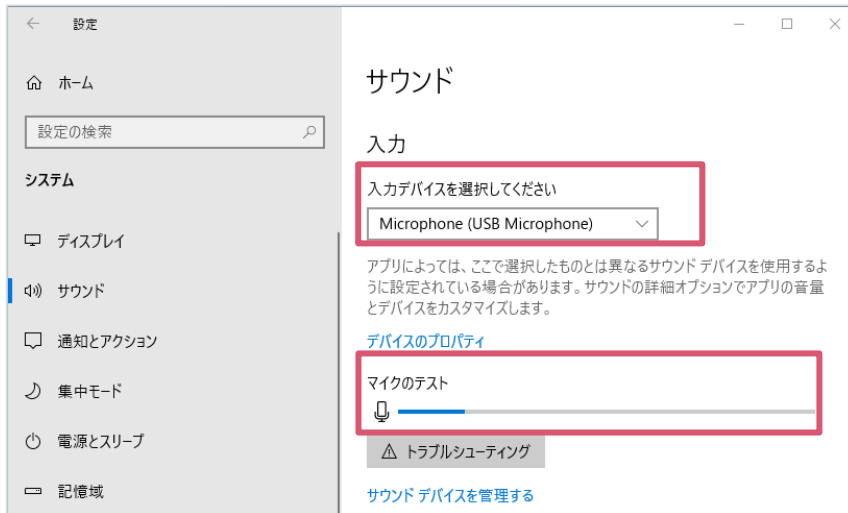 設定
ホーム
設定の検索
システム
ディスプレイ
サウンド
通知とアクション
集中モード
電源とスリープ
記憶域
サウンド
入力
入力デバイスを選択してください
Microphone (USB Microphone)
アプリによっては、ここで選択したものとは異なるサウンド デバイスを使用するよ
うに設定されている場合があります。サウンドの詳細オプションでアプリの音量
とデバイスをカスタマイズします。
デバイスのプロパティ
マイクのテスト
トラブルシューティング
サウンド デバイスを管理する